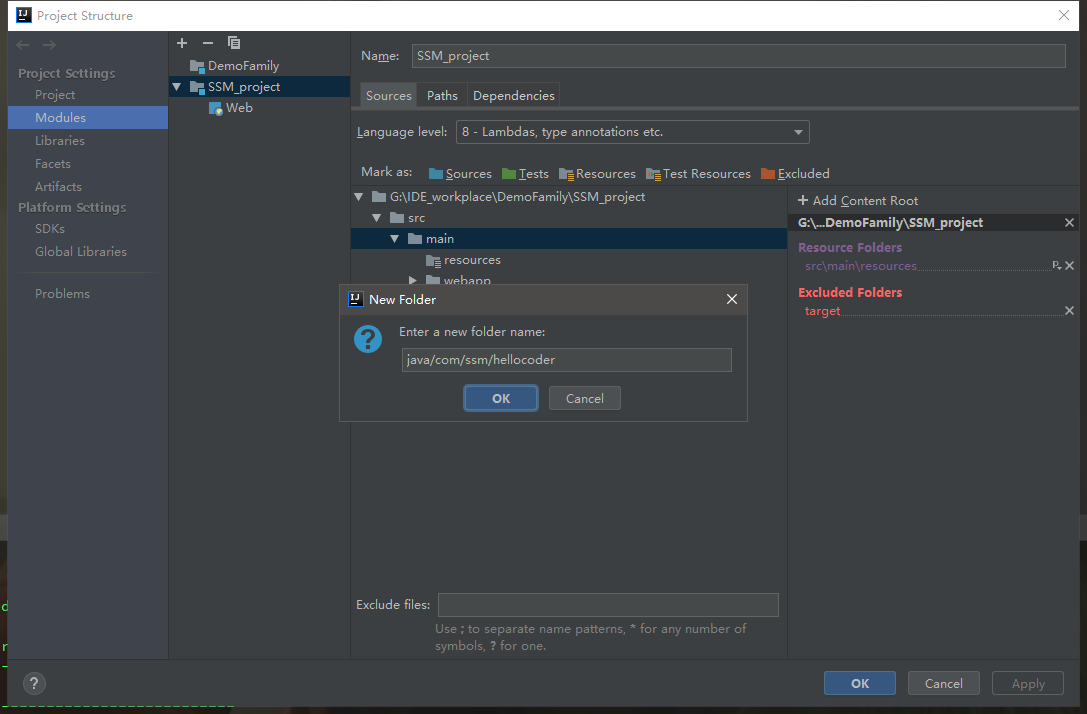 Project Structure
Project Settings
Project
Modules
Libraries
Facets
Artifacts
Platform Settings
SDKs
Global Libraries
Problems
DemoFamily
SSM_project
Web
Name: SSM_project
Sources Paths Dependencies
Language level: 8 - Lambdas, type annotations etc.
Mark as: Sources Tests Resources Test Resources Excluded
G:\IDE_workplace\DemoFamily\SSM_project
src
main
resources
webapp
+ Add Content Root
G:\...DemoFamily\SSM_project
Resource Folders
src\main\resources
Excluded Folders
target
New Folder
Enter a new folder name:
java/com/ssm/hellocoder
OK Cancel
Exclude files:
Use ; to separate name patterns, * for any number of
symbols, ? for one.
OK Cancel Apply